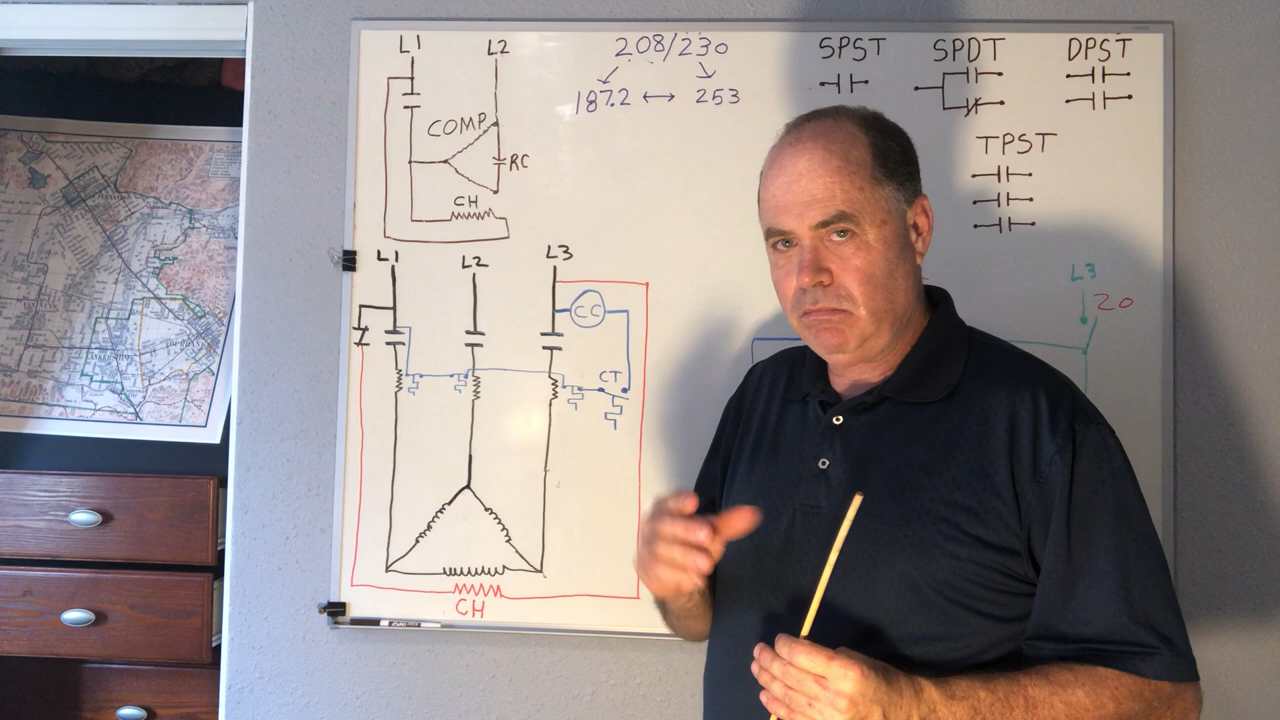 L1 L2
COMP
RC
CH
208/230
187.2 ↔ 253
SPST SPDT DPST
TPST
L1 L2 L3
CC
CT
CH
L3
20